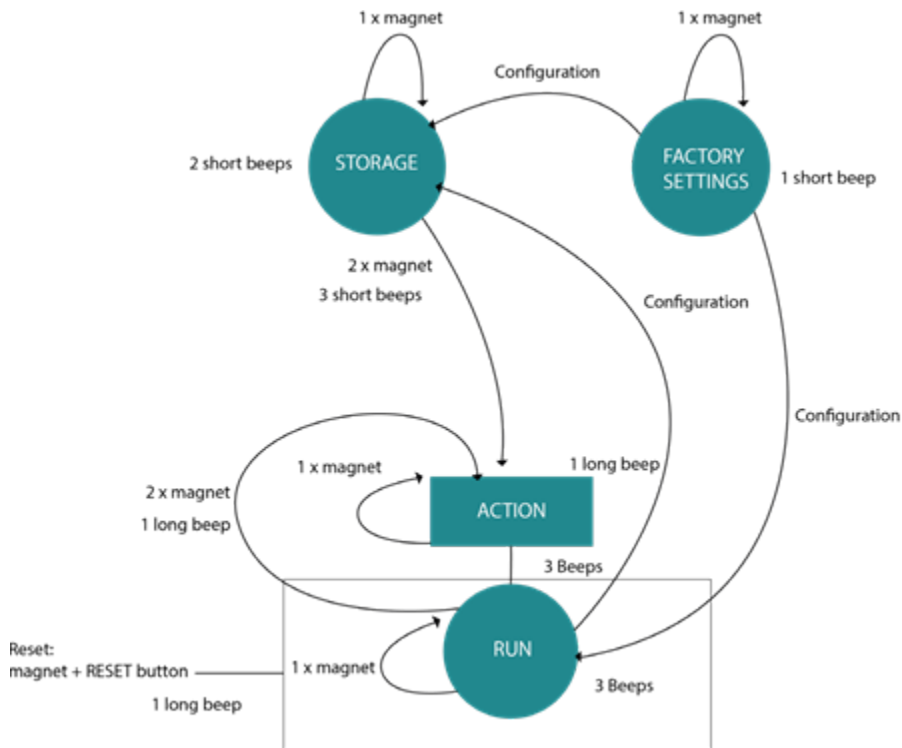 1 x magnet
1 x magnet
Configuration
STORAGE
FACTORY
SETTINGS
2 short beeps
1 short beep
2 x magnet
3 short beeps
Configuration
Configuration
1 x magnet
1 long beep
2 x magnet
1 long beep
ACTION
3 Beeps
RUN
Reset:
magnet + RESET button
1 x magnet
3 Beeps
1 long beep